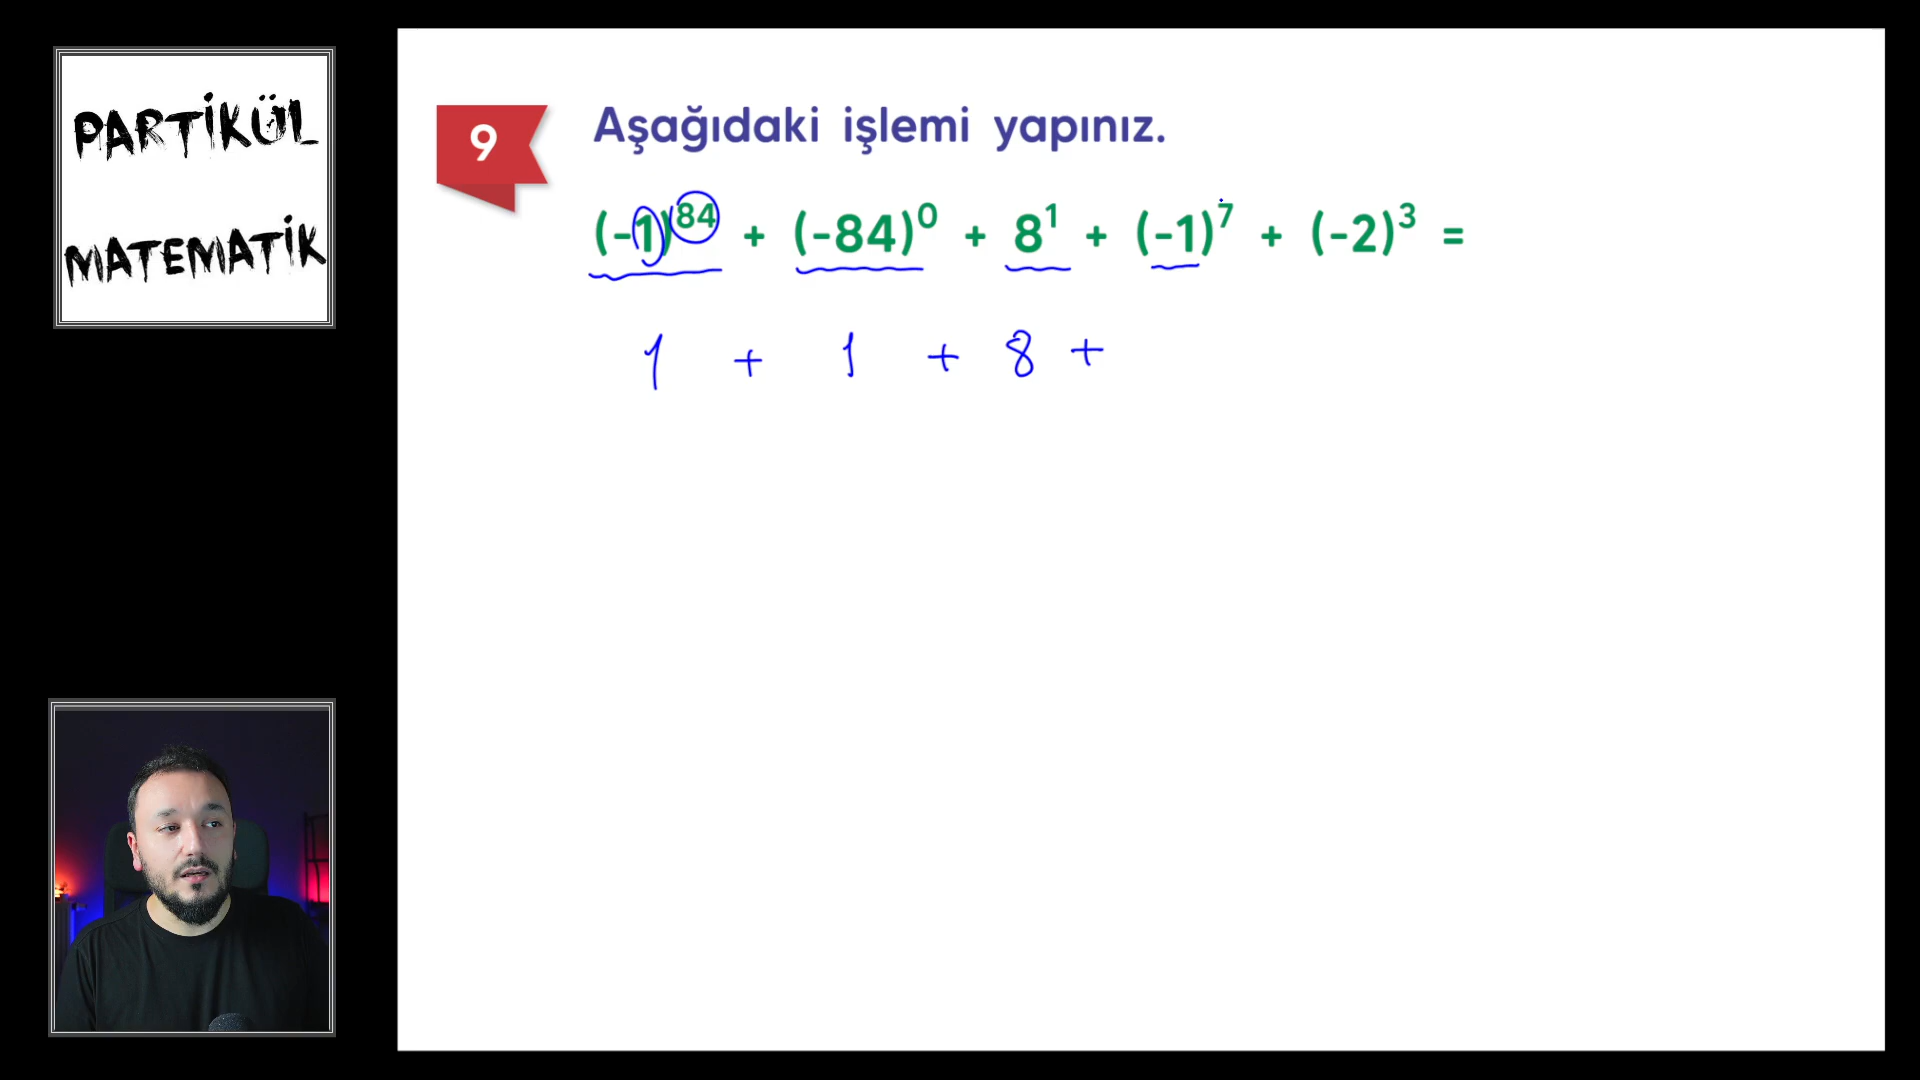 PARTİKÜL
MATEMATİK
9
Aşağıdaki işlemi yapınız.
(-1)⁸⁴ + (-84)⁰ + 8¹ + (-1)⁷ + (-2)³ =
1 + 1 + 8 +